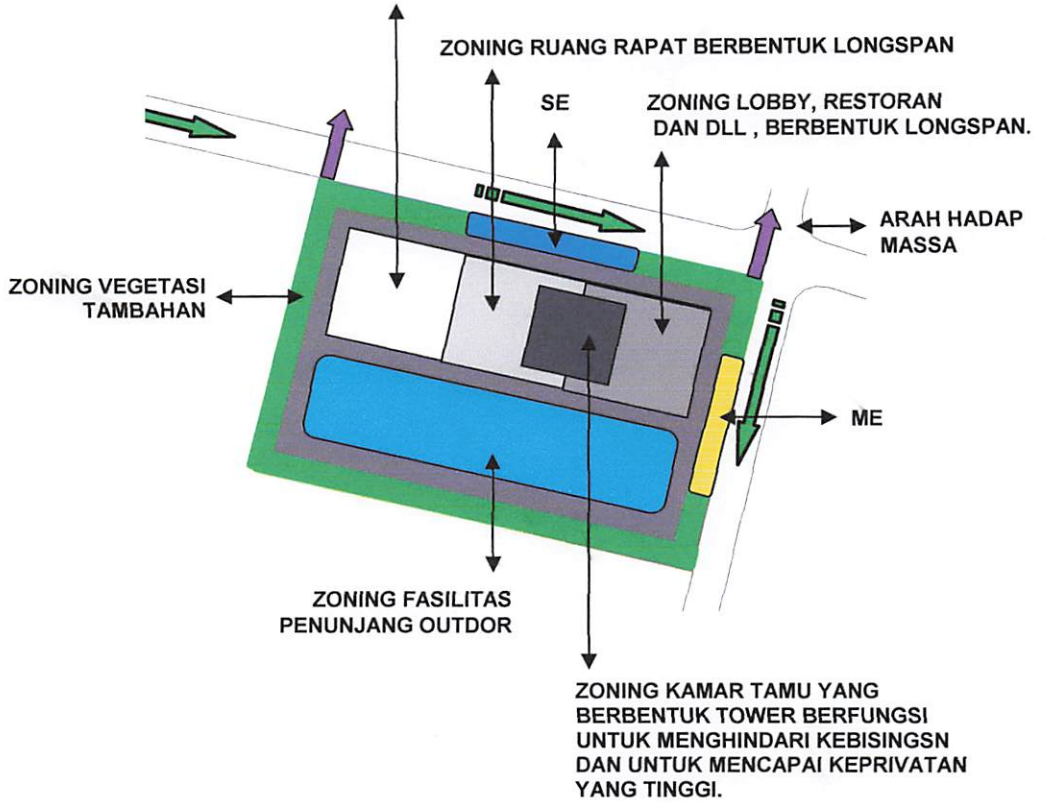 ZONING RUANG RAPAT BERBENTUK LONGSPAN
SE
ZONING LOBBY, RESTORAN
DAN DLL , BERBENTUK LONGSPAN.
ARAH HADAP
MASSA
ZONING VEGETASI
TAMBAHAN
ME
ZONING FASILITAS
PENUNJANG OUTDOR
ZONING KAMAR TAMU YANG
BERBENTUK TOWER BERFUNGSI
UNTUK MENGHINDARI KEBISINGSN
DAN UNTUK MENCAPAI KEPRIVATAN
YANG TINGGI.